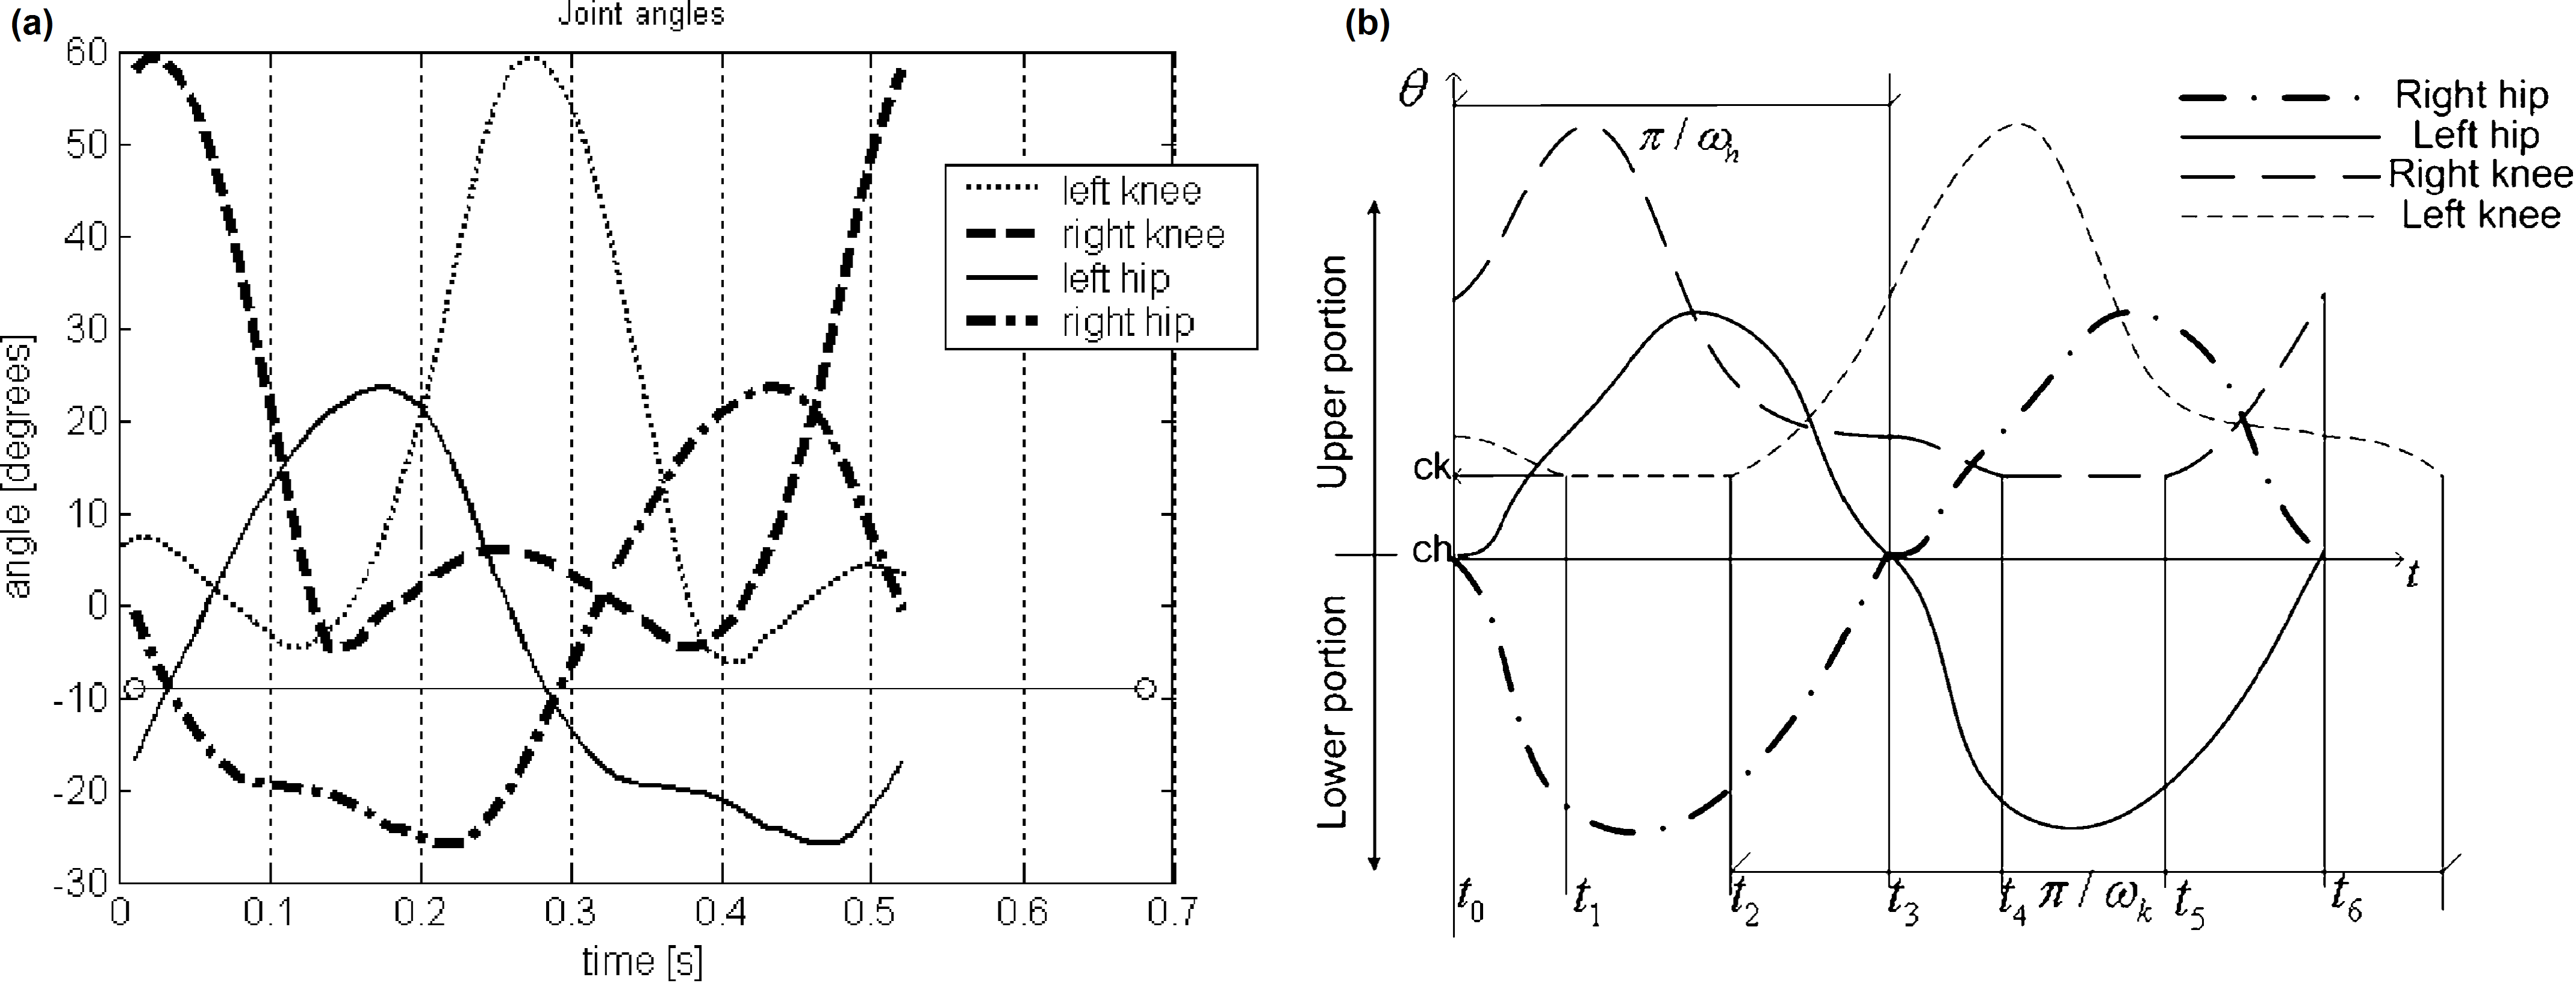 (a)
Joint angles
60
50
40
30
20
10
0
-10
-20
-30
angle [degrees]
0 0.1 0.2 0.3 0.4 0.5 0.6 0.7
time [s]
left knee
right knee
left hip
right hip
(b)
θ
π / ωh
Right hip
Left hip
Right knee
Left knee
Upper portion
Lower portion
ck
ch
t
t0 t1 t2 t3 t4 π / ωk t5 t6